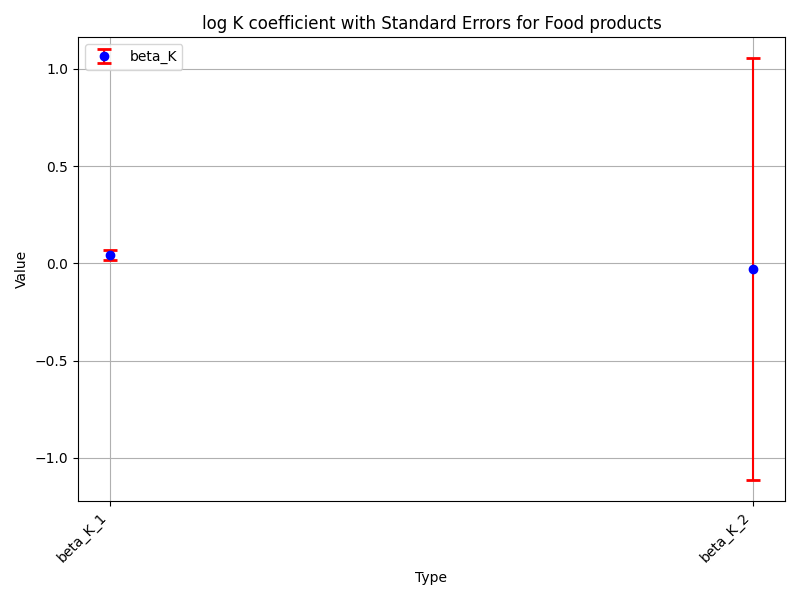 log K coefficient with Standard Errors for Food products
beta_K
1.0
0.5
0.0
−0.5
−1.0
Value
beta_K_1
beta_K_2
Type